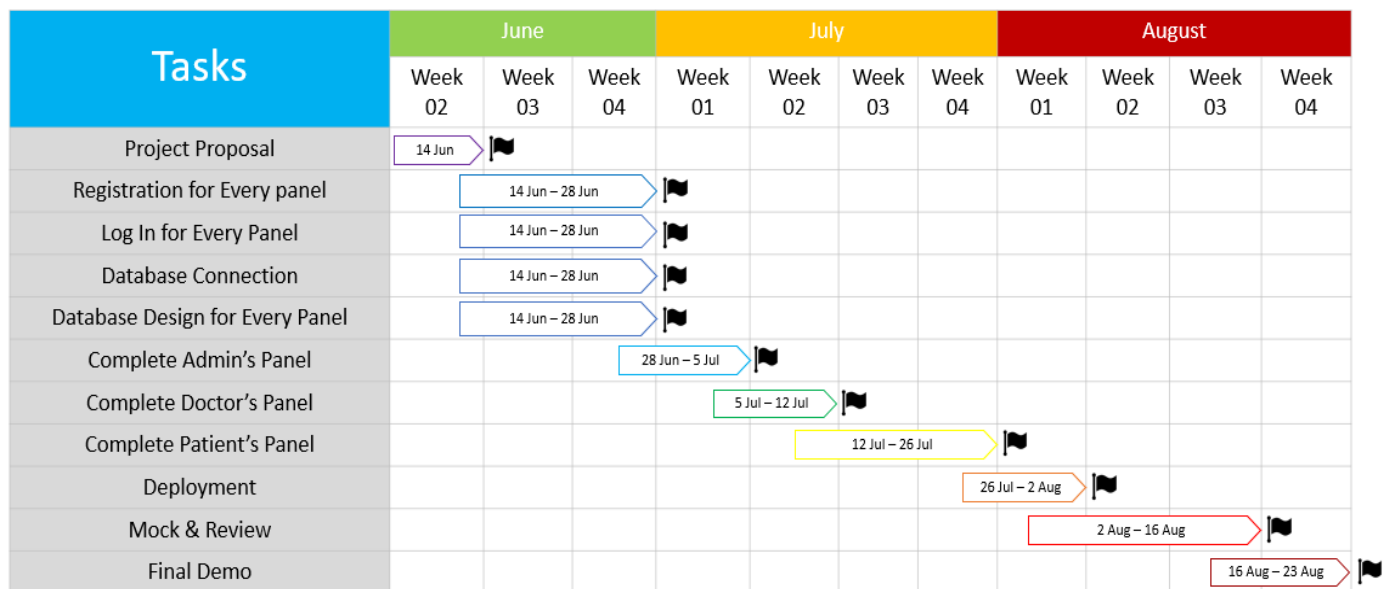 Tasks
June
July
August
Week 02
Week 03
Week 04
Week 01
Week 02
Week 03
Week 04
Week 01
Week 02
Week 03
Week 04
Project Proposal
14 Jun
Registration for Every panel
14 Jun – 28 Jun
Log In for Every Panel
14 Jun – 28 Jun
Database Connection
14 Jun – 28 Jun
Database Design for Every Panel
14 Jun – 28 Jun
Complete Admin’s Panel
28 Jun – 5 Jul
Complete Doctor’s Panel
5 Jul – 12 Jul
Complete Patient’s Panel
12 Jul – 26 Jul
Deployment
26 Jul – 2 Aug
Mock & Review
2 Aug – 16 Aug
Final Demo
16 Aug – 23 Aug